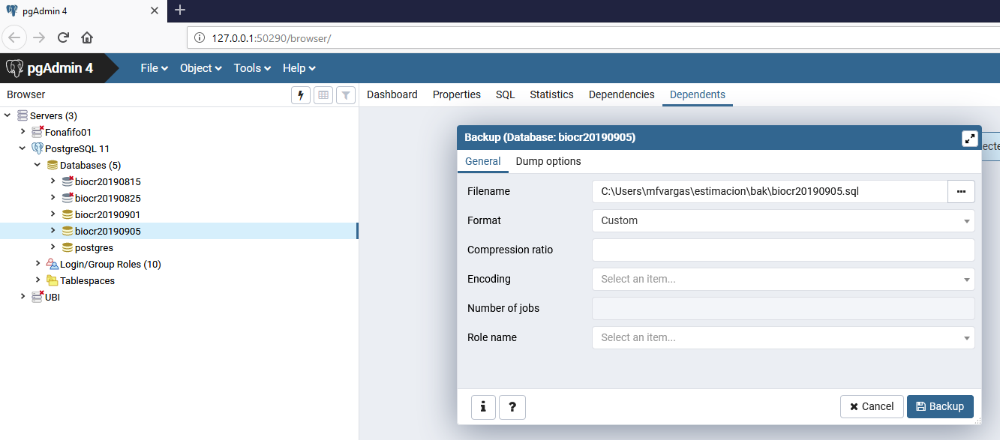 pgAdmin 4
127.0.0.1:50290/browser/
pgAdmin 4 File Object Tools Help
Browser Dashboard Properties SQL Statistics Dependencies Dependents
Servers (3)
Fonafifo01
PostgreSQL 11
Databases (5)
biocr20190815
biocr20190825
biocr20190901
biocr20190905
postgres
Login/Group Roles (10)
Tablespaces
UBI
ecte
Backup (Database: biocr20190905)
General Dump options
Filename C:\Users\mfvargas\estimacion\bak\biocr20190905.sql ...
Format Custom
Compression ratio
Encoding Select an item...
Number of jobs
Role name Select an item...
i ? Cancel Backup